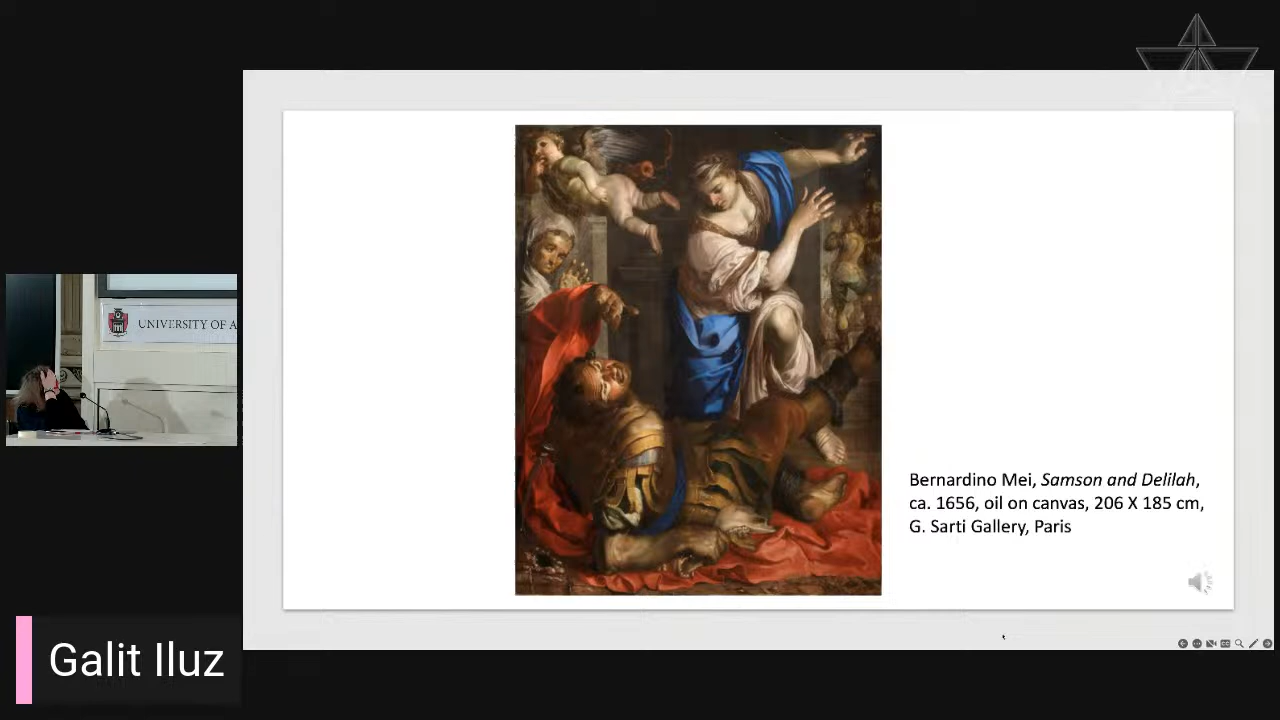 UNIVERSITY OF A
Bernardino Mei, Samson and Delilah,
ca. 1656, oil on canvas, 206 X 185 cm,
G. Sarti Gallery, Paris
Galit Iluz